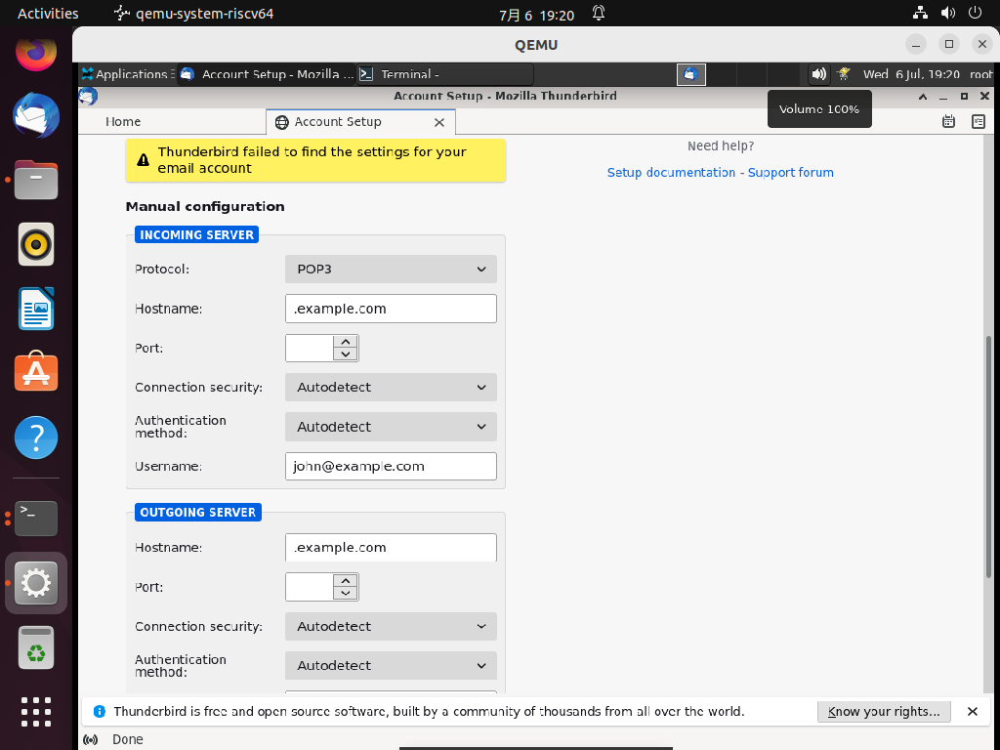 Activities
qemu-system-riscv64
7月 6 19:20
QEMU
Applications
Account Setup - Mozilla ...
Terminal -
Wed 6 Jul, 19:20
root
Account Setup - Mozilla Thunderbird
Volume 100%
Home
Account Setup
Thunderbird failed to find the settings for your
email account
Need help?
Setup documentation - Support forum
Manual configuration
INCOMING SERVER
Protocol:
POP3
Hostname:
.example.com
Port:
Connection security:
Autodetect
Authentication
method:
Autodetect
Username:
john@example.com
OUTGOING SERVER
Hostname:
.example.com
Port:
Connection security:
Autodetect
Authentication
method:
Autodetect
Thunderbird is free and open source software, built by a community of thousands from all over the world.
Know your rights...
Done